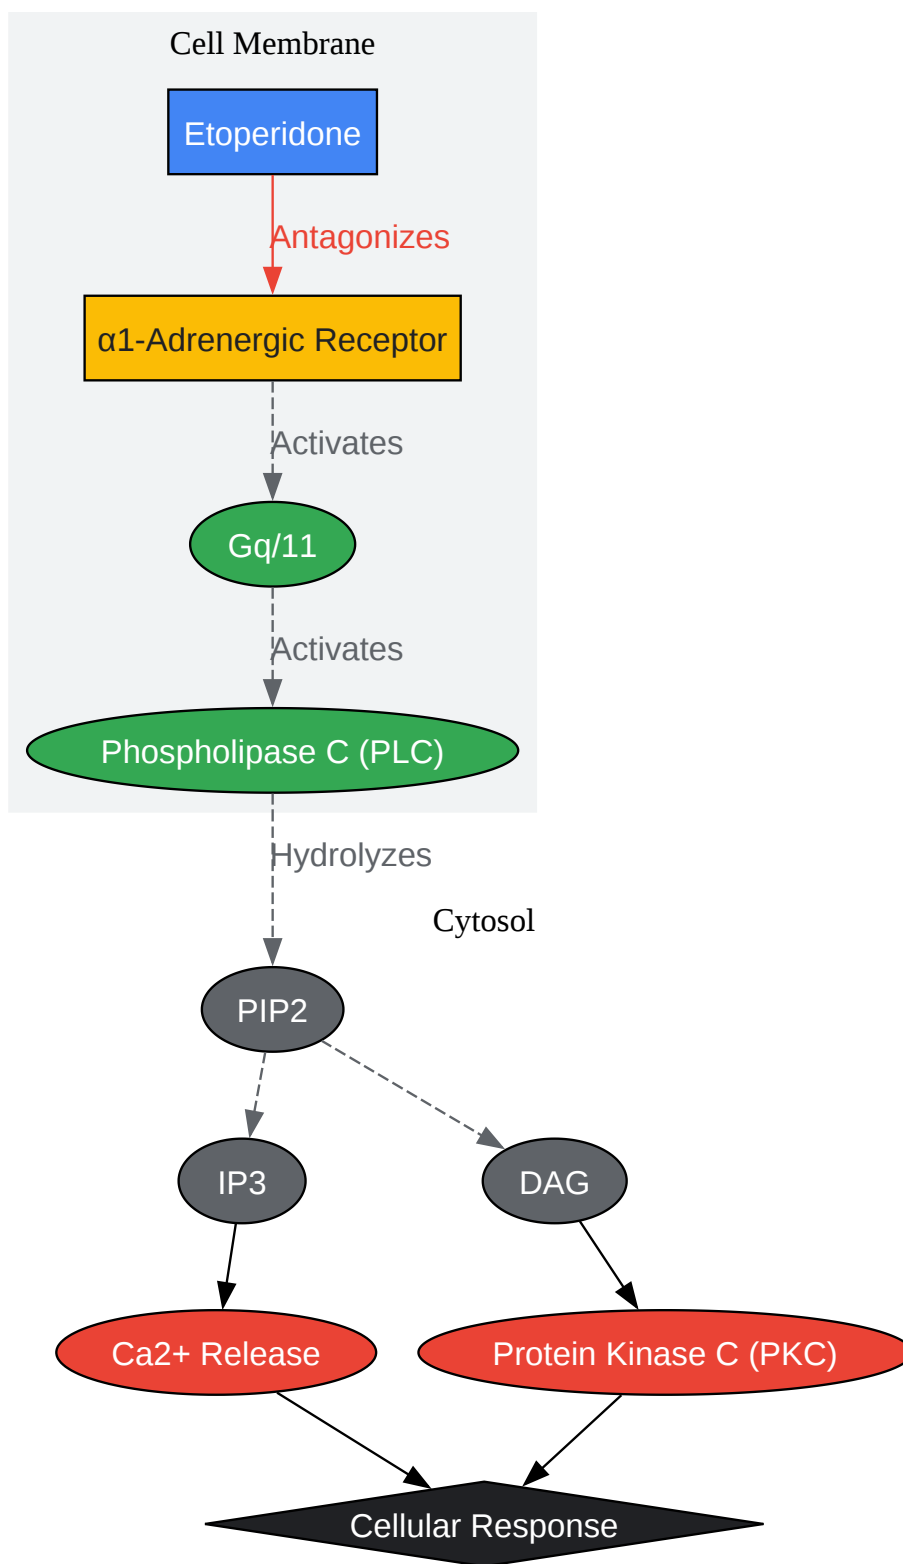 Cell Membrane
Etoperidone
Antagonizes
α1-Adrenergic Receptor
Activates
Gq/11
Activates
Phospholipase C (PLC)
Hydrolyzes
Cytosol
PIP2
IP3
DAG
Ca2+ Release
Protein Kinase C (PKC)
Cellular Response